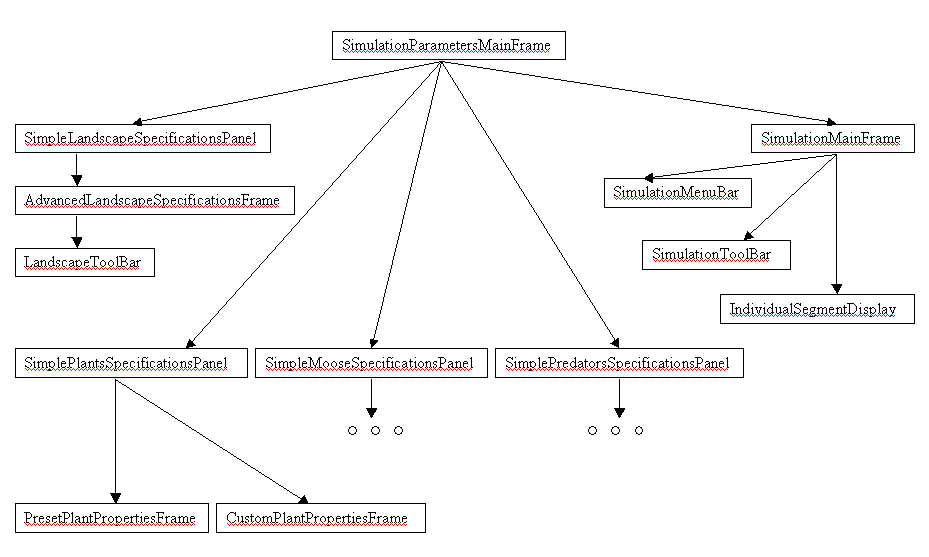 SimulationParametersMainFrame
SimpleLandscapeSpecificationsPanel
SimulationMainFrame
AdvancedLandscapeSpecificationsFrame
SimulationMenuBar
LandscapeToolBar
SimulationToolBar
IndividualSegmentDisplay
SimplePlantsSpecificationsPanel
SimpleMooseSpecificationsPanel
SimplePredatorsSpecificationsPanel
PresetPlantPropertiesFrame
CustomPlantPropertiesFrame